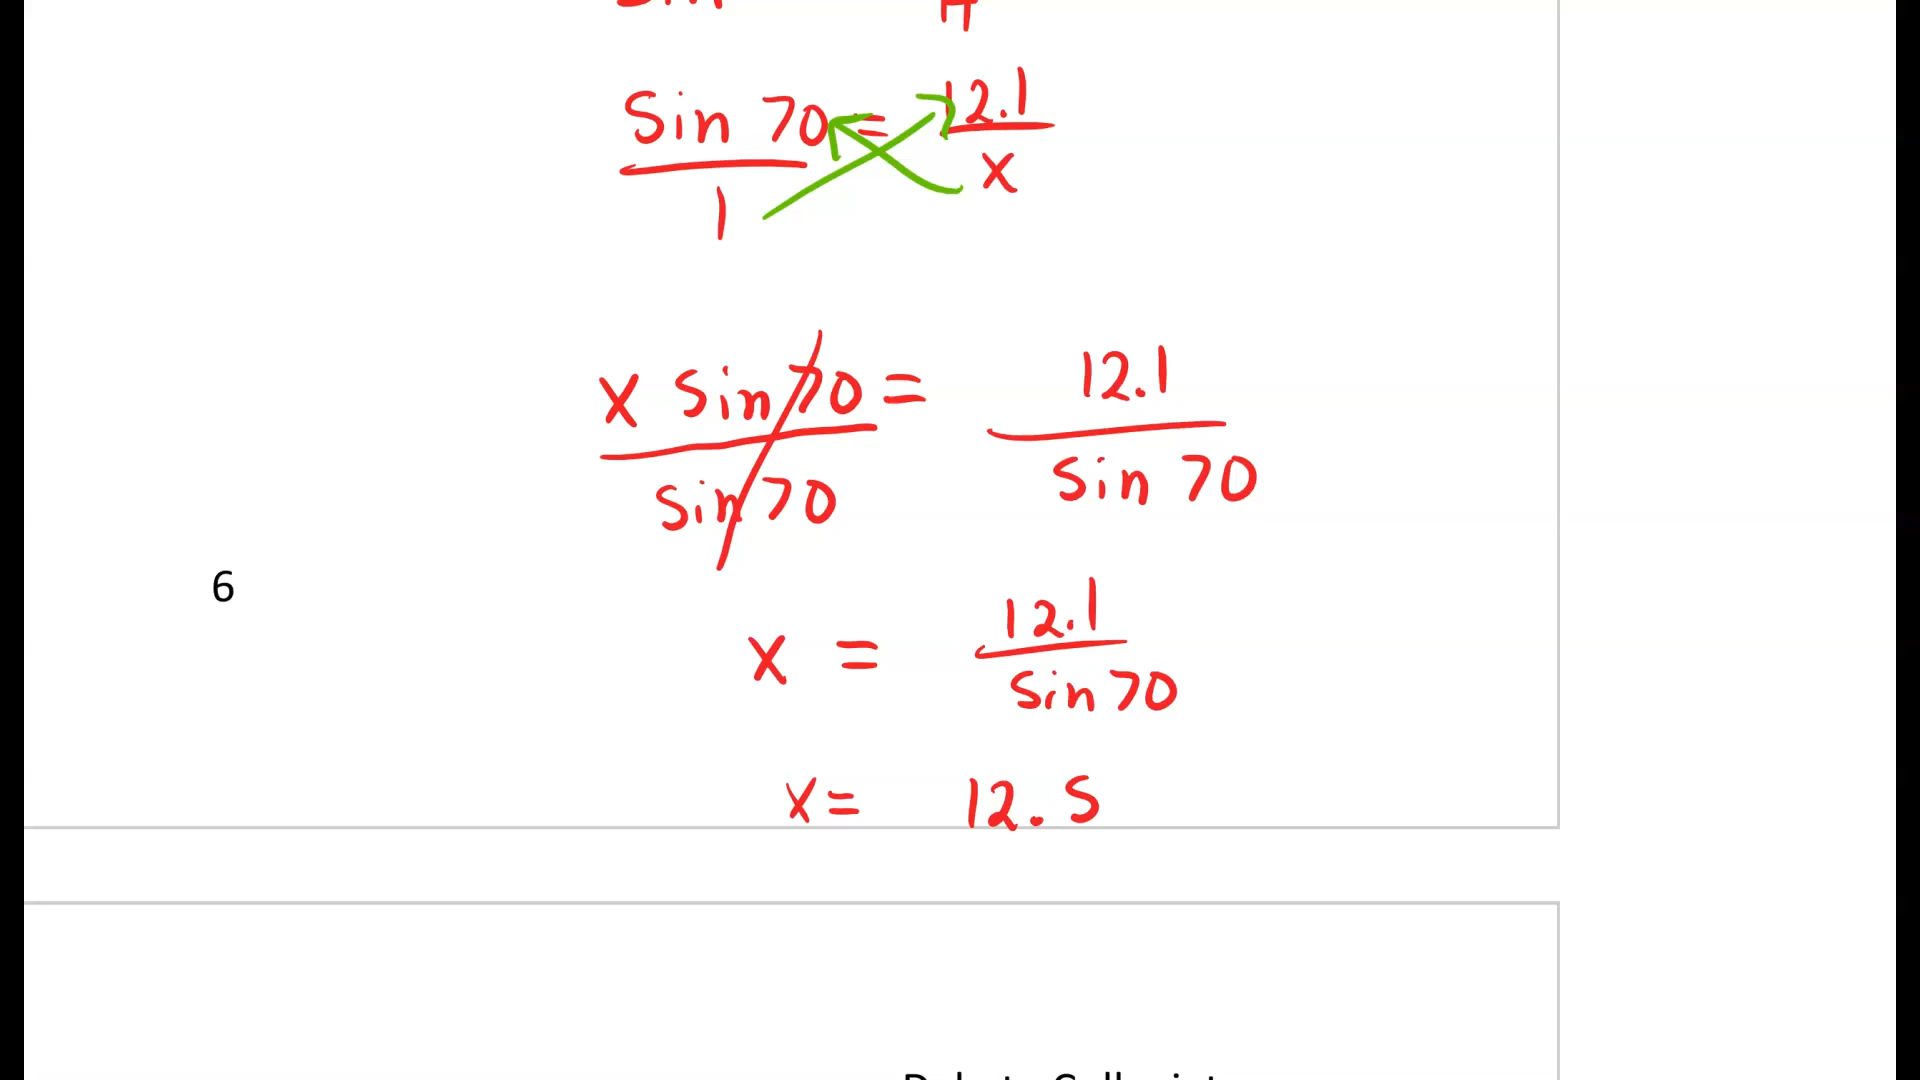 Sin 70 = 12.1
1 x
x Sin 70 = 12.1
Sin 70 Sin 70
6
x = 12.1
Sin 70
x = 12.5